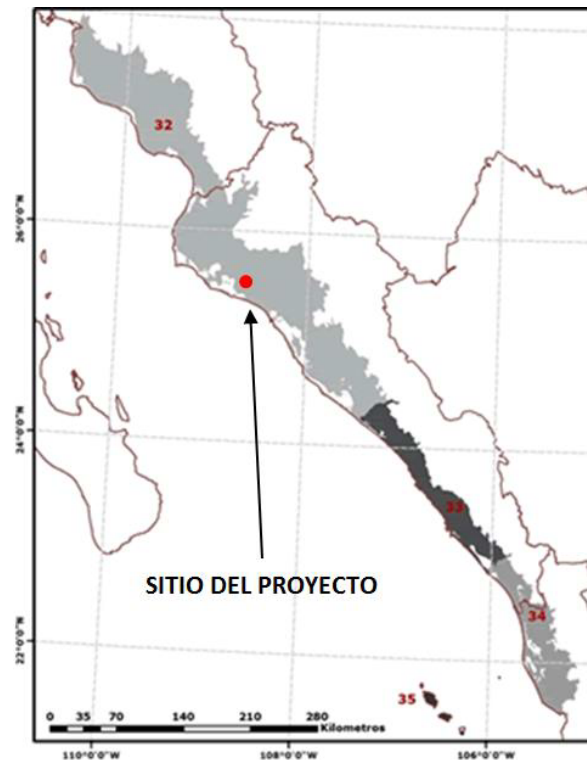 32
26°0'0"N
33
24°0'0"N
SITIO DEL PROYECTO
34
22°0'0"N
35
0 35 70 140 210 280
Kilometros
110°0'0"W 108°0'0"W 106°0'0"W